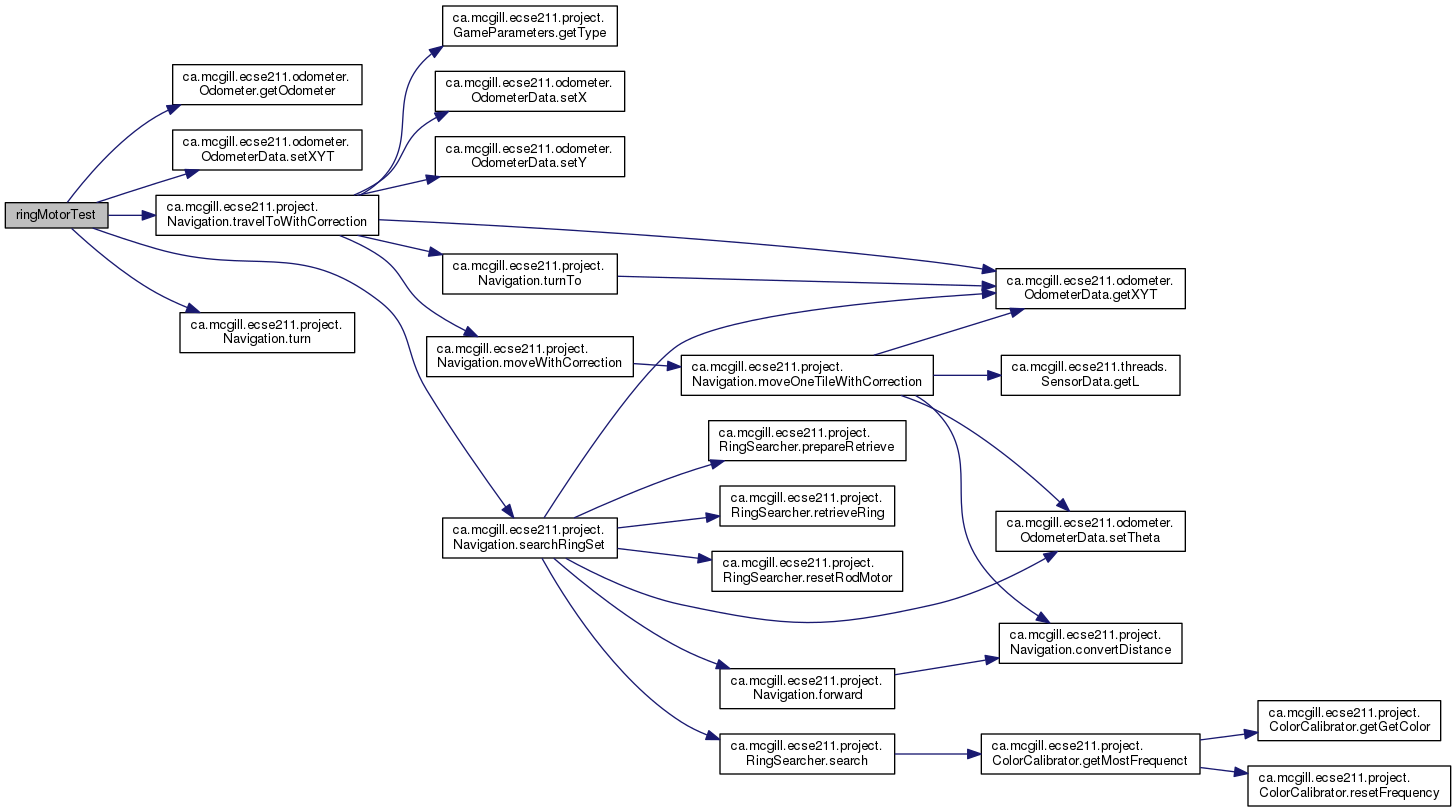 ringMotorTest
ca.mcgill.ecse211.odometer.
Odometer.getOdometer
ca.mcgill.ecse211.odometer.
OdometerData.setXYT
ca.mcgill.ecse211.project.
Navigation.travelToWithCorrection
ca.mcgill.ecse211.project.
Navigation.turn
ca.mcgill.ecse211.project.
GameParameters.getType
ca.mcgill.ecse211.odometer.
OdometerData.setX
ca.mcgill.ecse211.odometer.
OdometerData.setY
ca.mcgill.ecse211.project.
Navigation.turnTo
ca.mcgill.ecse211.project.
Navigation.moveWithCorrection
ca.mcgill.ecse211.project.
Navigation.searchRingSet
ca.mcgill.ecse211.project.
Navigation.moveOneTileWithCorrection
ca.mcgill.ecse211.project.
RingSearcher.prepareRetrieve
ca.mcgill.ecse211.project.
RingSearcher.retrieveRing
ca.mcgill.ecse211.project.
RingSearcher.resetRodMotor
ca.mcgill.ecse211.project.
Navigation.forward
ca.mcgill.ecse211.project.
RingSearcher.search
ca.mcgill.ecse211.odometer.
OdometerData.getXYT
ca.mcgill.ecse211.threads.
SensorData.getL
ca.mcgill.ecse211.odometer.
OdometerData.setTheta
ca.mcgill.ecse211.project.
Navigation.convertDistance
ca.mcgill.ecse211.project.
ColorCalibrator.getMostFrequenct
ca.mcgill.ecse211.project.
ColorCalibrator.getGetColor
ca.mcgill.ecse211.project.
ColorCalibrator.resetFrequency